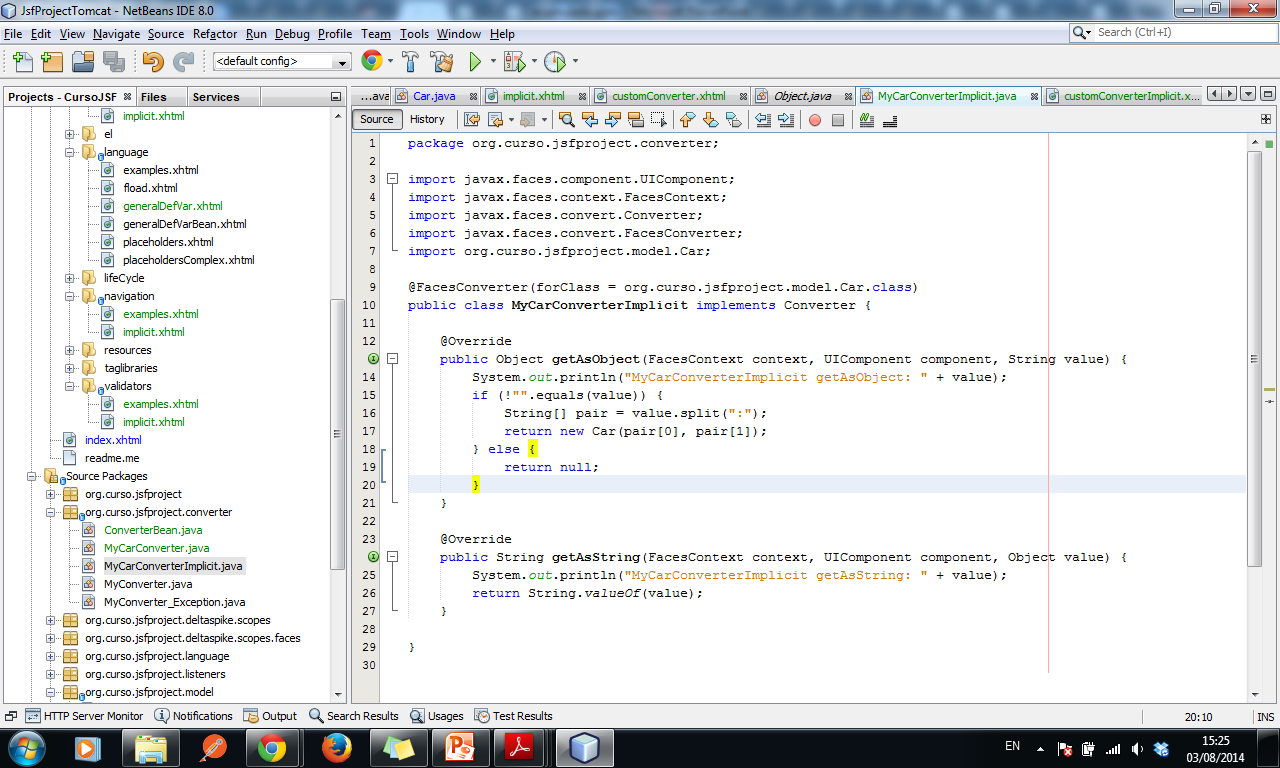 JsfProjectTomcat - NetBeans IDE 8.0
File Edit View Navigate Source Refactor Run Debug Profile Team Tools Window Help
Search (Ctrl+I)
<default config>
Projects - CursoJSF Files Services
implicit.xhtml
el
language
examples.xhtml
fload.xhtml
generalDefVar.xhtml
generalDefVarBean.xhtml
placeholders.xhtml
placeholdersComplex.xhtml
lifeCycle
navigation
examples.xhtml
implicit.xhtml
resources
taglibraries
validators
examples.xhtml
implicit.xhtml
index.xhtml
readme.me
Source Packages
org.curso.jsfproject
org.curso.jsfproject.converter
ConverterBean.java
MyCarConverter.java
MyCarConverterImplicit.java
MyConverter.java
MyConverter_Exception.java
org.curso.jsfproject.deltaspike.scopes
org.curso.jsfproject.deltaspike.scopes.faces
org.curso.jsfproject.language
org.curso.jsfproject.listeners
org.curso.jsfproject.model
...ava Car.java implicit.xhtml customConverter.xhtml Object.java MyCarConverterImplicit.java customConverterImplicit.x...
Source History
1 package org.curso.jsfproject.converter;
2
3 import javax.faces.component.UIComponent;
4 import javax.faces.context.FacesContext;
5 import javax.faces.convert.Converter;
6 import javax.faces.convert.FacesConverter;
7 import org.curso.jsfproject.model.Car;
8
9 @FacesConverter(forClass = org.curso.jsfproject.model.Car.class)
10 public class MyCarConverterImplicit implements Converter {
11
12 @Override
public Object getAsObject(FacesContext context, UIComponent component, String value) {
14 System.out.println("MyCarConverterImplicit getAsObject: " + value);
15 if (!"".equals(value)) {
16 String[] pair = value.split(":");
17 return new Car(pair[0], pair[1]);
18 } else {
19 return null;
20 }
21 }
22
23 @Override
public String getAsString(FacesContext context, UIComponent component, Object value) {
25 System.out.println("MyCarConverterImplicit getAsString: " + value);
26 return String.valueOf(value);
27 }
28
29 }
30
HTTP Server Monitor Notifications Output Search Results Usages Test Results
20:10 INS
EN
15:25
03/08/2014